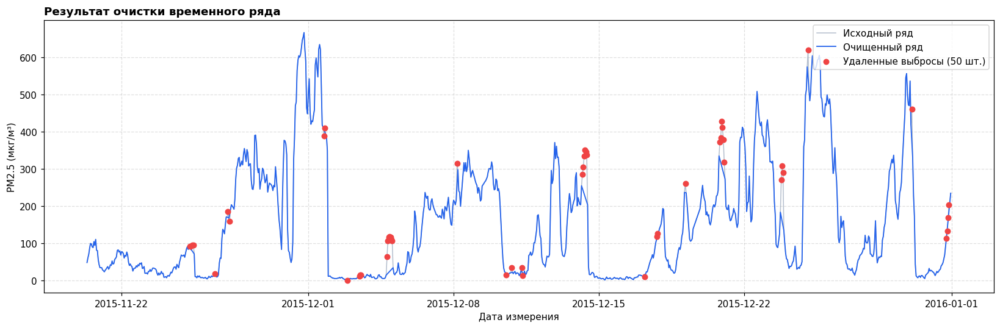 Результат очистки временного ряда
Исходный ряд
Очищенный ряд
Удаленные выбросы (50 шт.)
PM2.5 (мкг/м³)
600
500
400
300
200
100
0
2015-11-22
2015-12-01
2015-12-08
2015-12-15
2015-12-22
2016-01-01
Дата измерения